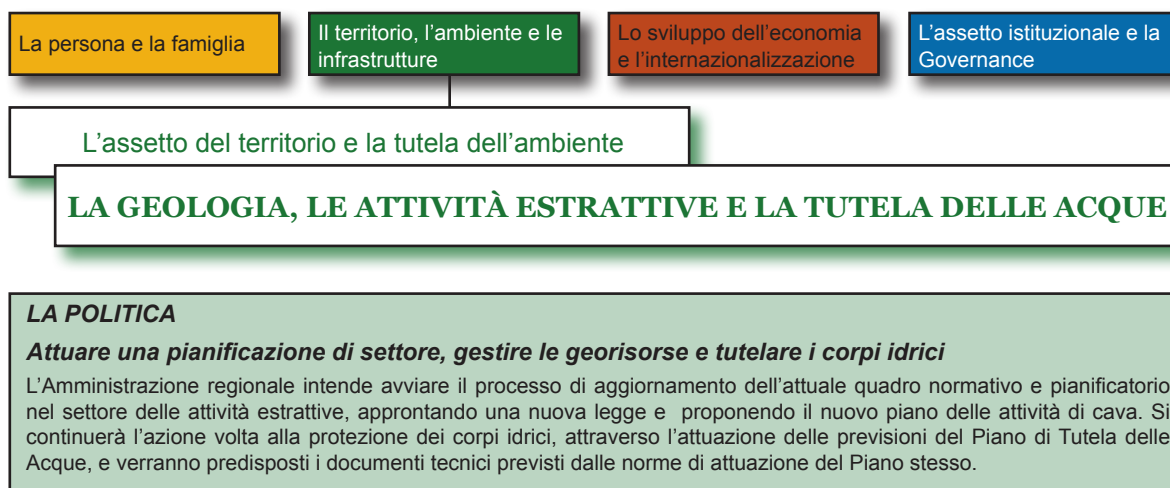 La persona e la famiglia
Il territorio, l’ambiente e le
infrastrutture
Lo sviluppo dell’economia
e l’internazionalizzazione
L’assetto istituzionale e la
Governance
L’assetto del territorio e la tutela dell’ambiente
LA GEOLOGIA, LE ATTIVITÀ ESTRATTIVE E LA TUTELA DELLE ACQUE
LA POLITICA
Attuare una pianificazione di settore, gestire le georisorse e tutelare i corpi idrici
L’Amministrazione regionale intende avviare il processo di aggiornamento dell’attuale quadro normativo e pianificatorio
nel settore delle attività estrattive, approntando una nuova legge e proponendo il nuovo piano delle attività di cava. Si
continuerà l’azione volta alla protezione dei corpi idrici, attraverso l’attuazione delle previsioni del Piano di Tutela delle
Acque, e verranno predisposti i documenti tecnici previsti dalle norme di attuazione del Piano stesso.